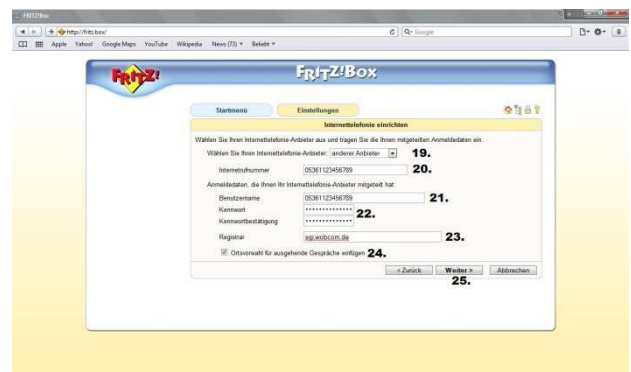 FRITZ!Box
http://fritz.box/
Google
Apple Yahoo! Google Maps YouTube Wikipedia News (73) Beliebt
FRITZ!
FRITZ!Box
Startmenü Einstellungen
Internettelefonie einrichten
Wählen Sie Ihren Internettelefonie-Anbieter aus und tragen Sie die Ihnen mitgeteilten Anmeldedaten ein.
Wählen Sie Ihren Internettelefonie-Anbieter: anderer Anbieter 19.
Internetrufnummer 05361123456789 20.
Anmeldedaten, die Ihnen Ihr Internettelefonie-Anbieter mitgeteilt hat:
Benutzername 05361123456789 21.
Kennwort
22.
Kennwortbestätigung
Registrar sip.wobcom.de 23.
Ortsvorwahl für ausgehende Gespräche einfügen 24.
< Zurück Weiter > Abbrechen
25.